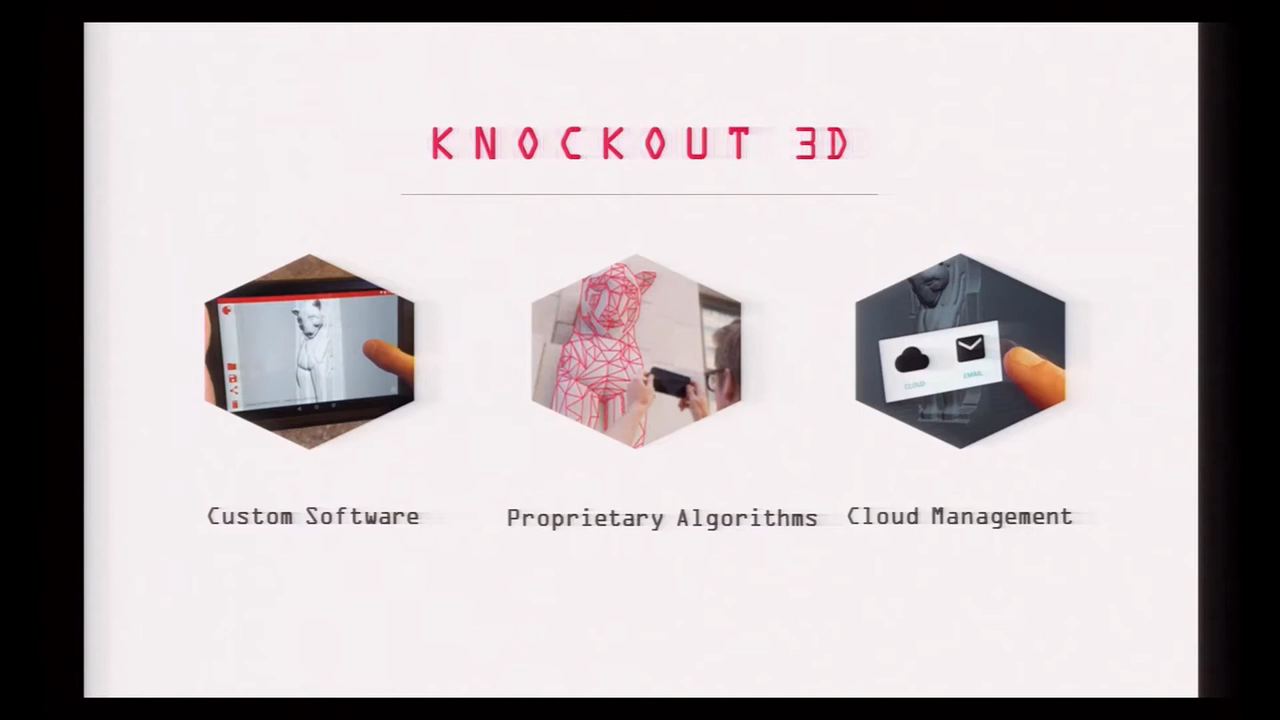 KNOCKOUT 3D
Custom Software
Proprietary Algorithms
Cloud Management
CLOUD
EMAIL